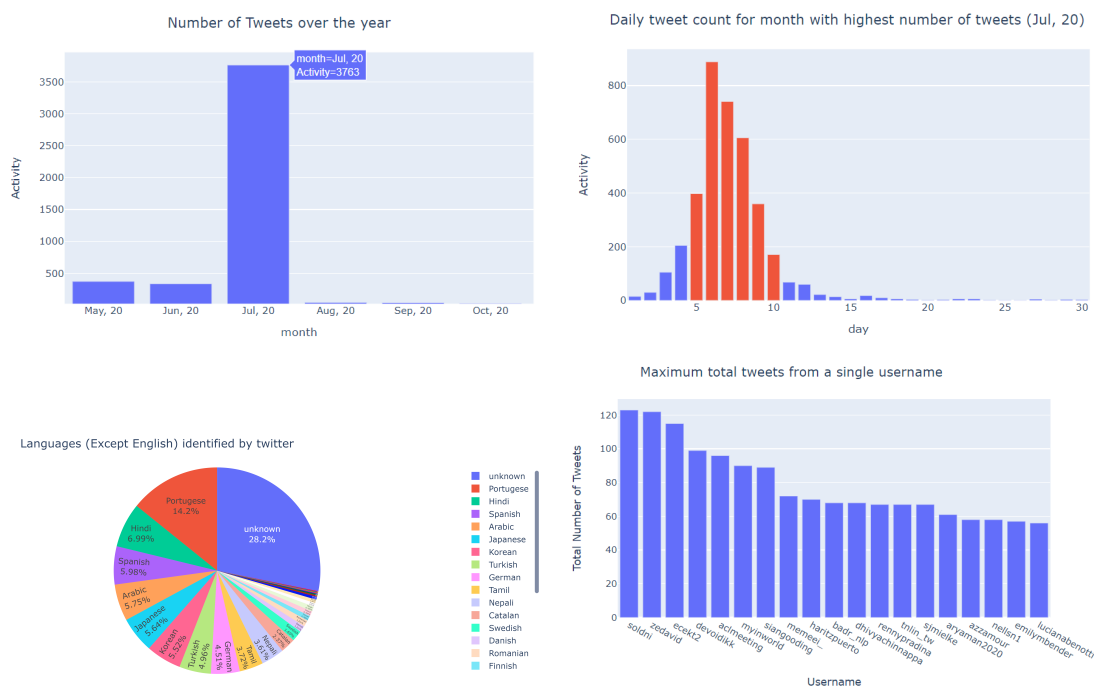 Number of Tweets over the year
month=Jul, 20
Activity=3763
3500
3000
2500
2000
1500
1000
500
Activity
May, 20
Jun, 20
Jul, 20
Aug, 20
Sep, 20
Oct, 20
month
Daily tweet count for month with highest number of tweets (Jul, 20)
800
600
400
200
0
Activity
5
10
15
20
25
30
day
Languages (Except English) identified by twitter
unknown
28.2%
Portugese
14.2%
Hindi
6.99%
Spanish
5.98%
Arabic
5.75%
Japanese
5.64%
Korean
5.52%
Turkish
4.96%
German
4.51%
Tamil
3.72%
Nepali
3.61%
Catalan
unknown
Portugese
Hindi
Spanish
Arabic
Japanese
Korean
Turkish
German
Tamil
Nepali
Catalan
Swedish
Danish
Romanian
Finnish
Maximum total tweets from a single username
120
100
80
60
40
20
0
Total Number of Tweets
soldni
zedavid
ecekt2
devoidikk
aclmeeting
myinworld
siangooding
memeei_
haritzpuerto
badr_nlp
dhivyachinnappa
rennypradina
tnlin_tw
sjmielke
aryaman2020
azzamour
nelisn1
emilymbender
lucianabenotti
Username